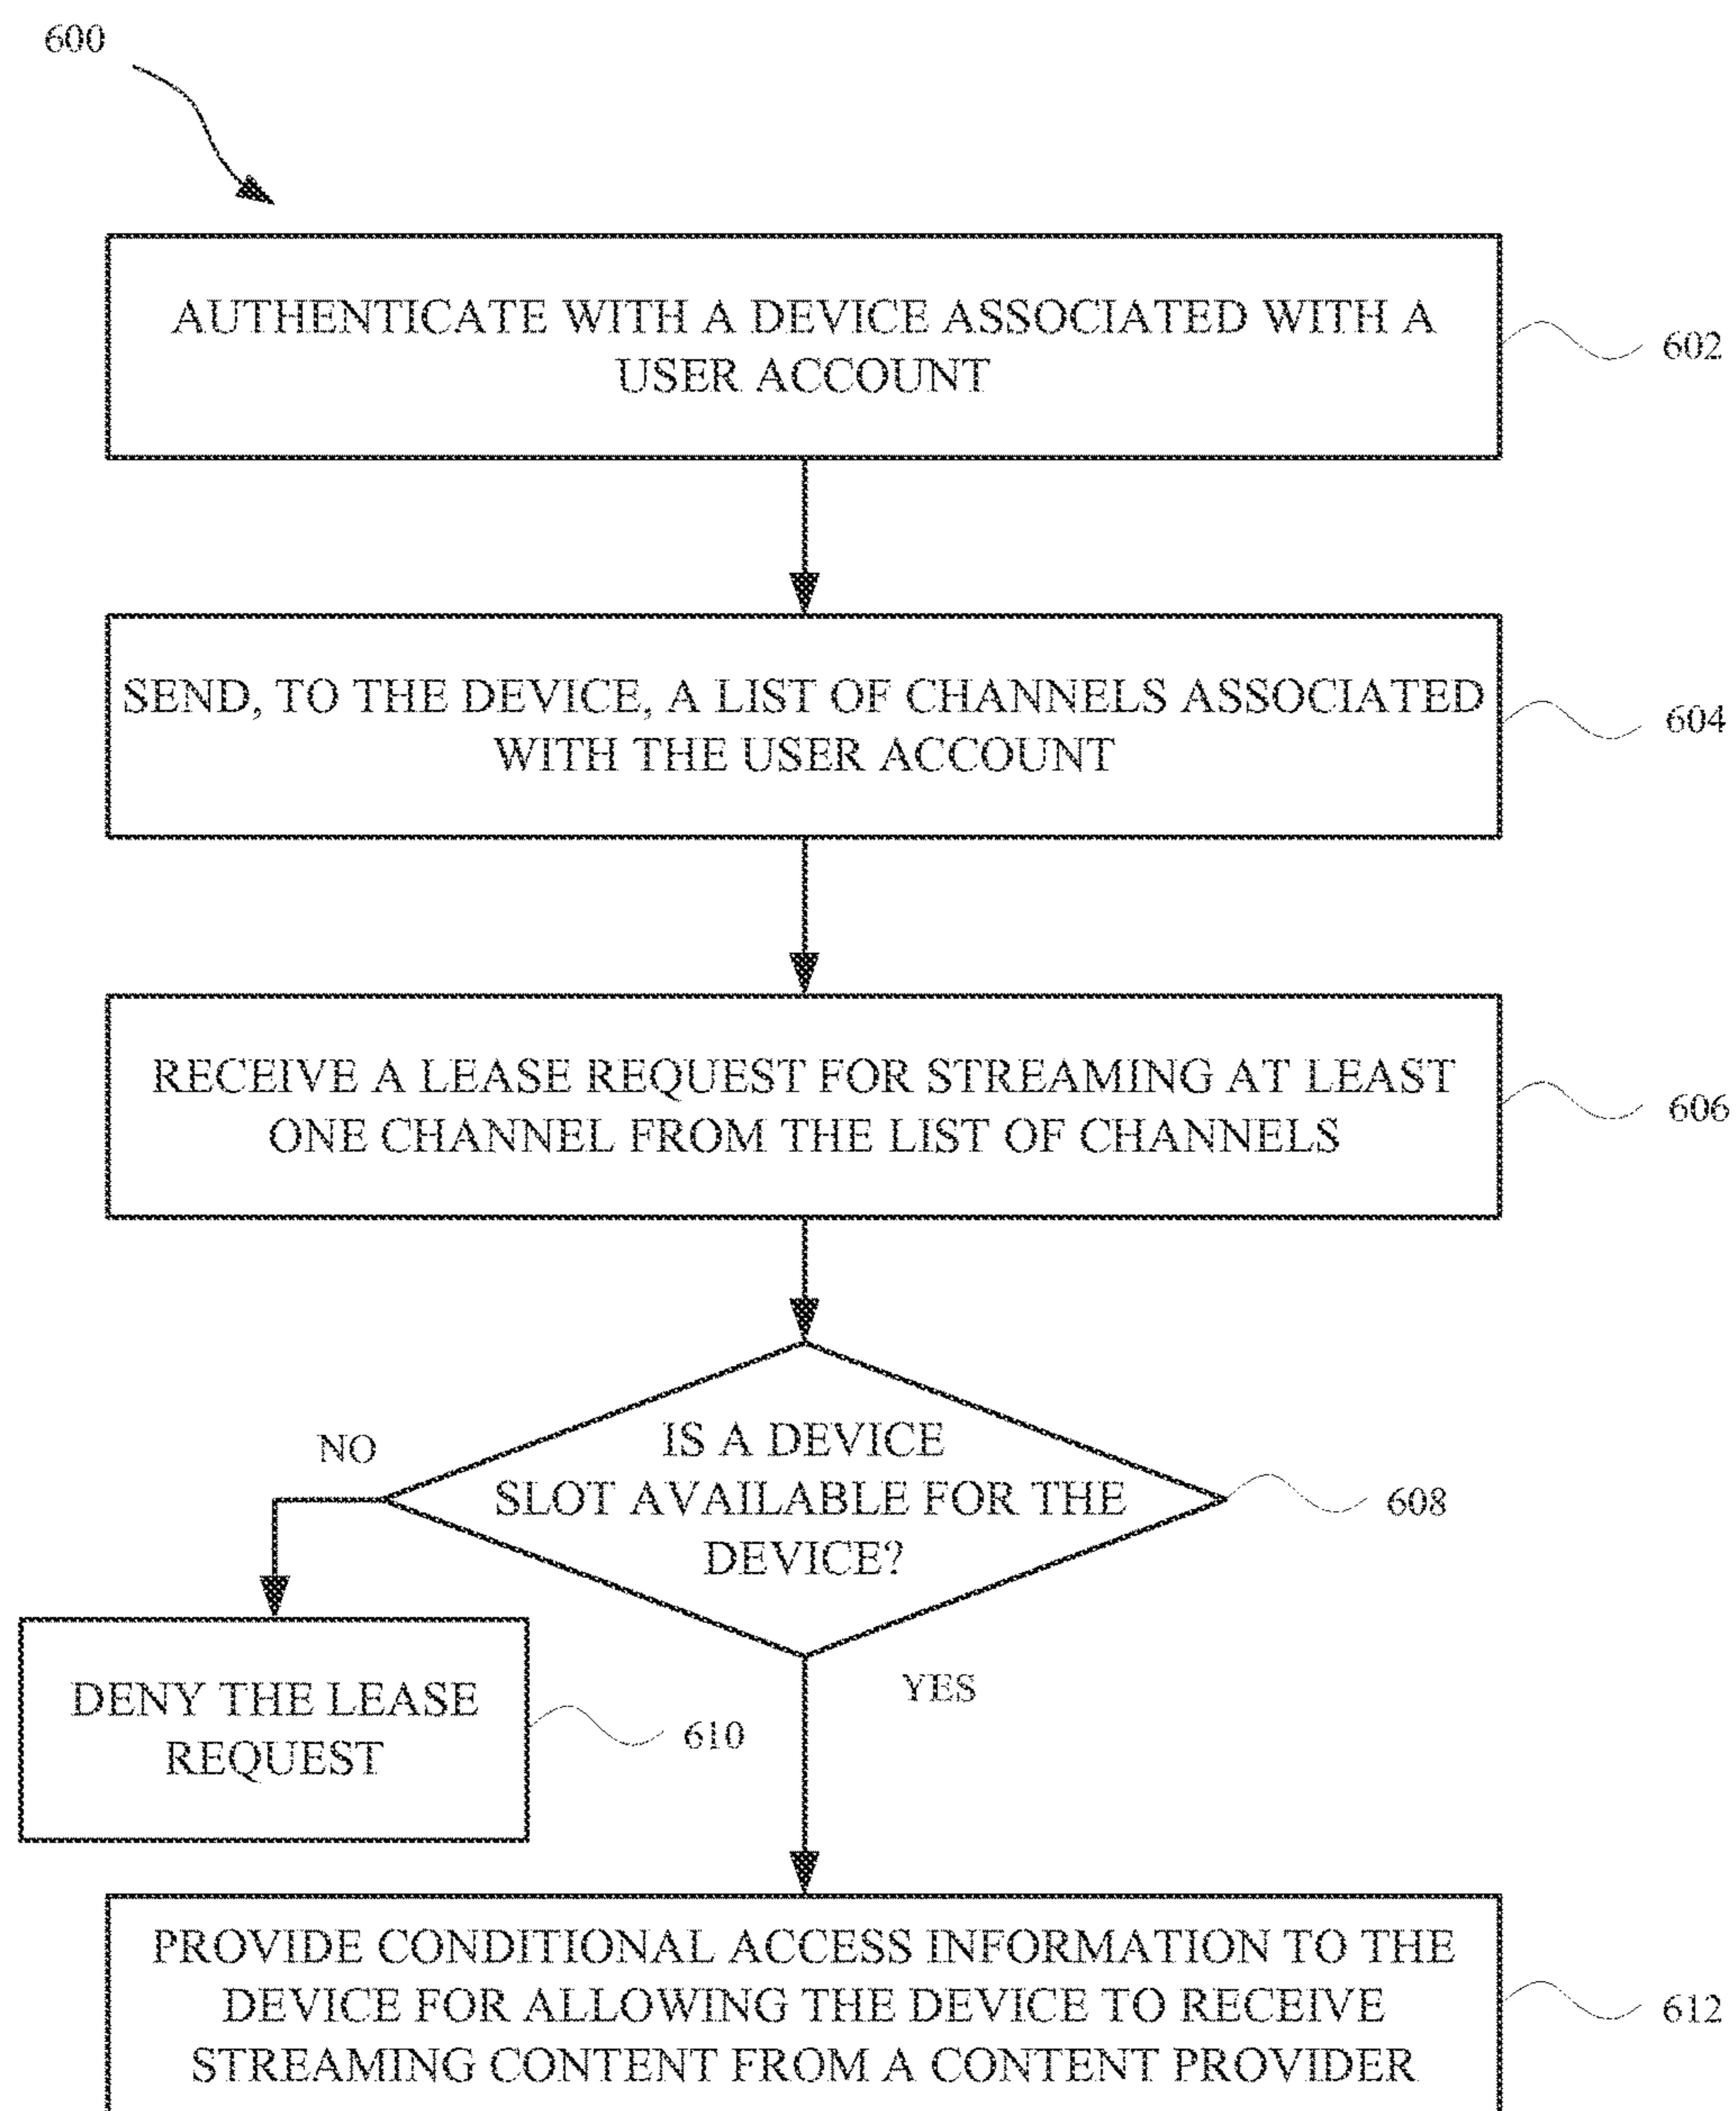 600
AUTHENTICATE WITH A DEVICE ASSOCIATED WITH A
USER ACCOUNT
602
SEND, TO THE DEVICE, A LIST OF CHANNELS ASSOCIATED
WITH THE USER ACCOUNT
604
RECEIVE A LEASE REQUEST FOR STREAMING AT LEAST
ONE CHANNEL FROM THE LIST OF CHANNELS
606
IS A DEVICE
SLOT AVAILABLE FOR THE
DEVICE?
608
NO
DENY THE LEASE
REQUEST
610
YES
PROVIDE CONDITIONAL ACCESS INFORMATION TO THE
DEVICE FOR ALLOWING THE DEVICE TO RECEIVE
STREAMING CONTENT FROM A CONTENT PROVIDER
612